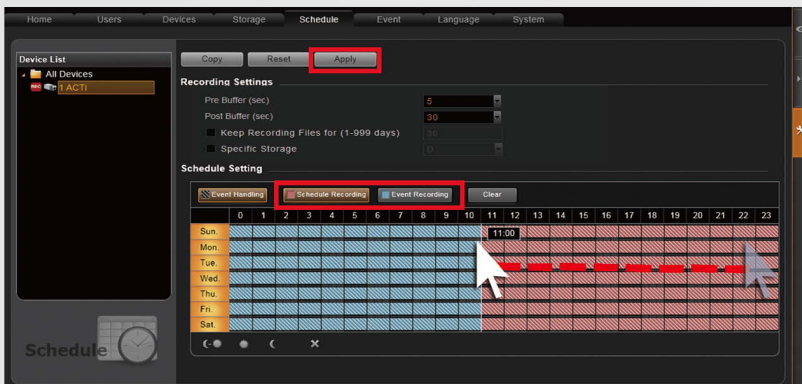 Home Users Devices Storage Schedule Event Language System
Device List
All Devices
REC 1 ACTi
Copy Reset Apply
Recording Settings
Pre Buffer (sec) 5
Post Buffer (sec) 30
Keep Recording Files for (1-999 days) 30
Specific Storage 0
Schedule Setting
Event Handling Schedule Recording Event Recording Clear
0 1 2 3 4 5 6 7 8 9 10 11 12 13 14 15 16 17 18 19 20 21 22 23
Sun. 11:00
Mon.
Tue.
Wed.
Thu.
Fri.
Sat.
Schedule